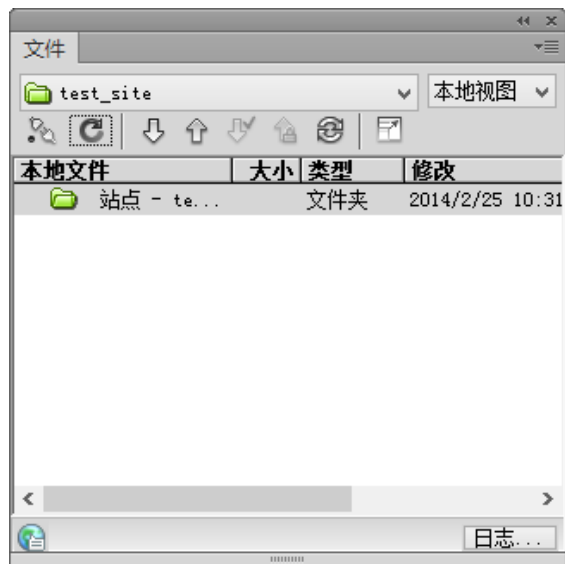 文件
test_site 本地视图
本地文件 大小 类型 修改
站点 - te... 文件夹 2014/2/25 10:31
日志...